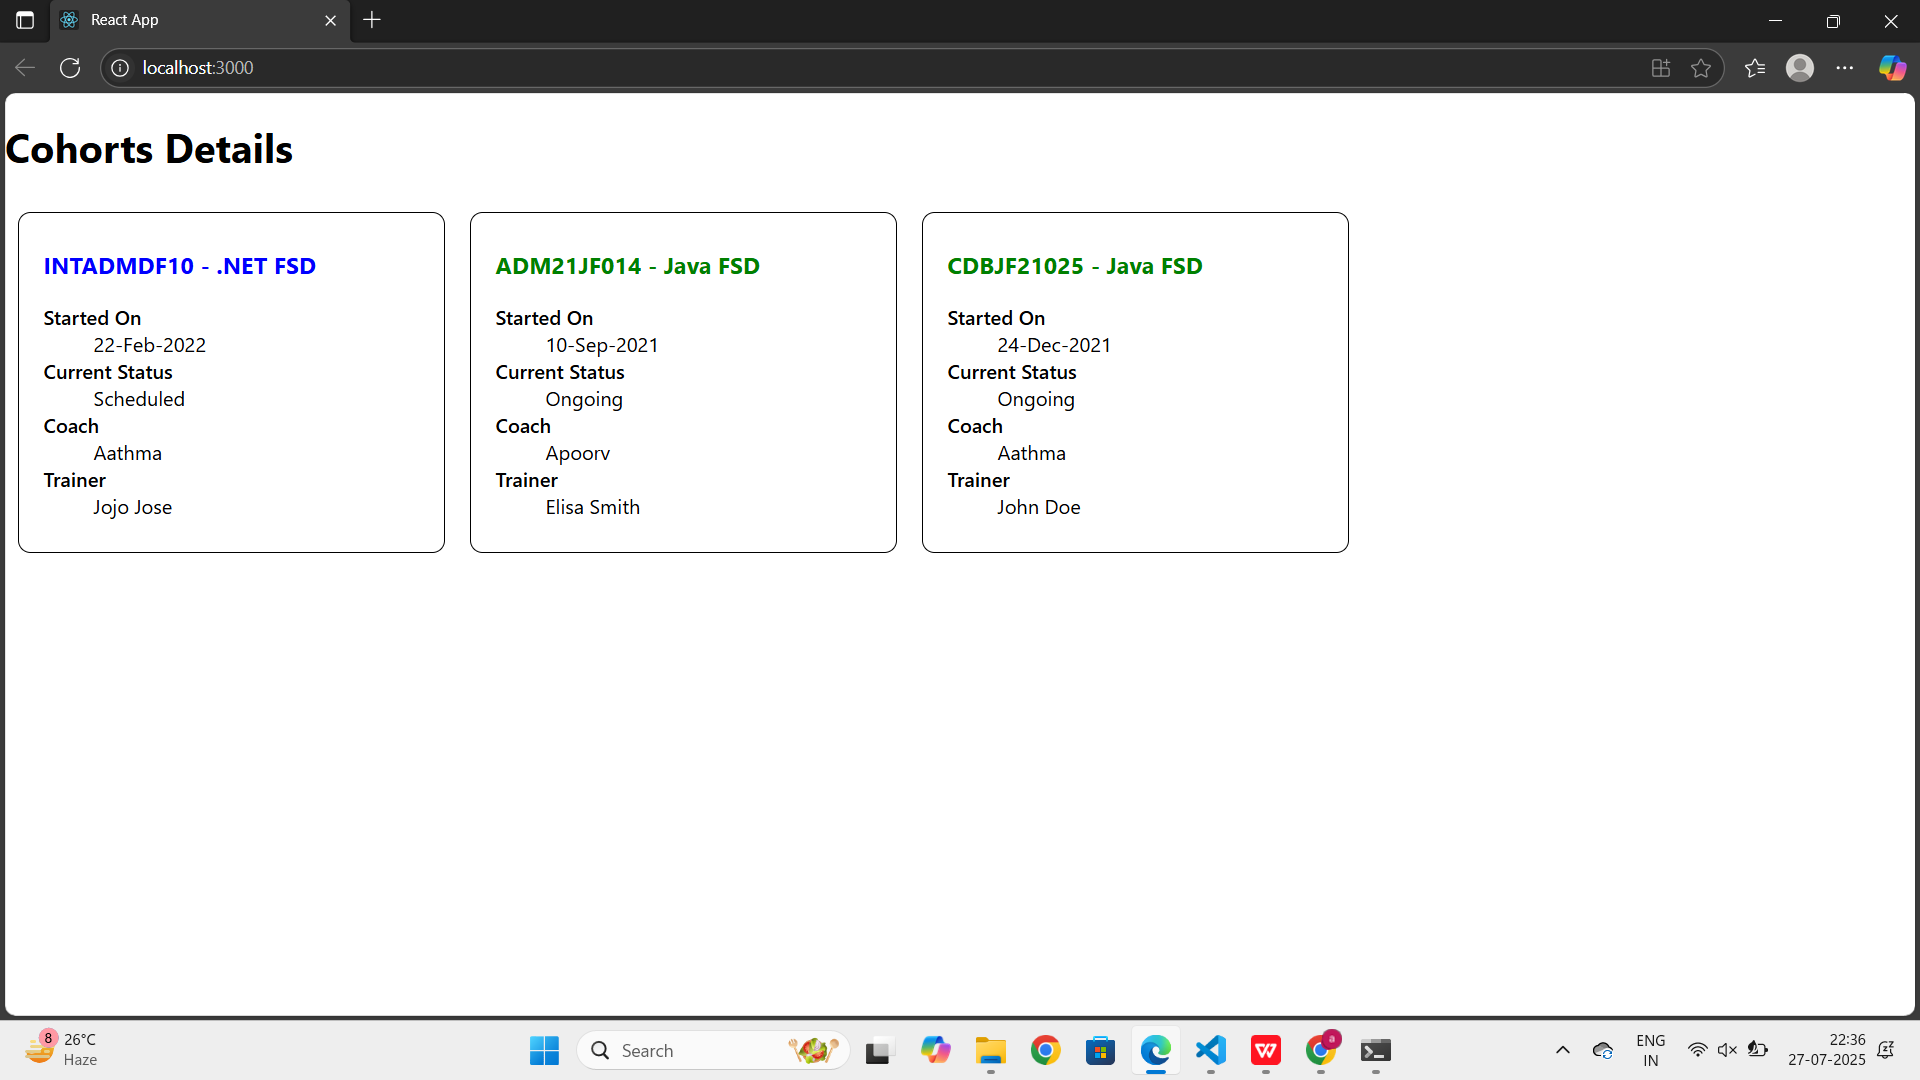 React App
localhost:3000
Cohorts Details
INTADMDF10 - .NET FSD
Started On
22-Feb-2022
Current Status
Scheduled
Coach
Aathma
Trainer
Jojo Jose
ADM21JF014 - Java FSD
Started On
10-Sep-2021
Current Status
Ongoing
Coach
Apoorv
Trainer
Elisa Smith
CDBJF21025 - Java FSD
Started On
24-Dec-2021
Current Status
Ongoing
Coach
Aathma
Trainer
John Doe
8
26°C
Haze
Search
a
ENG
IN
22:36
27-07-2025